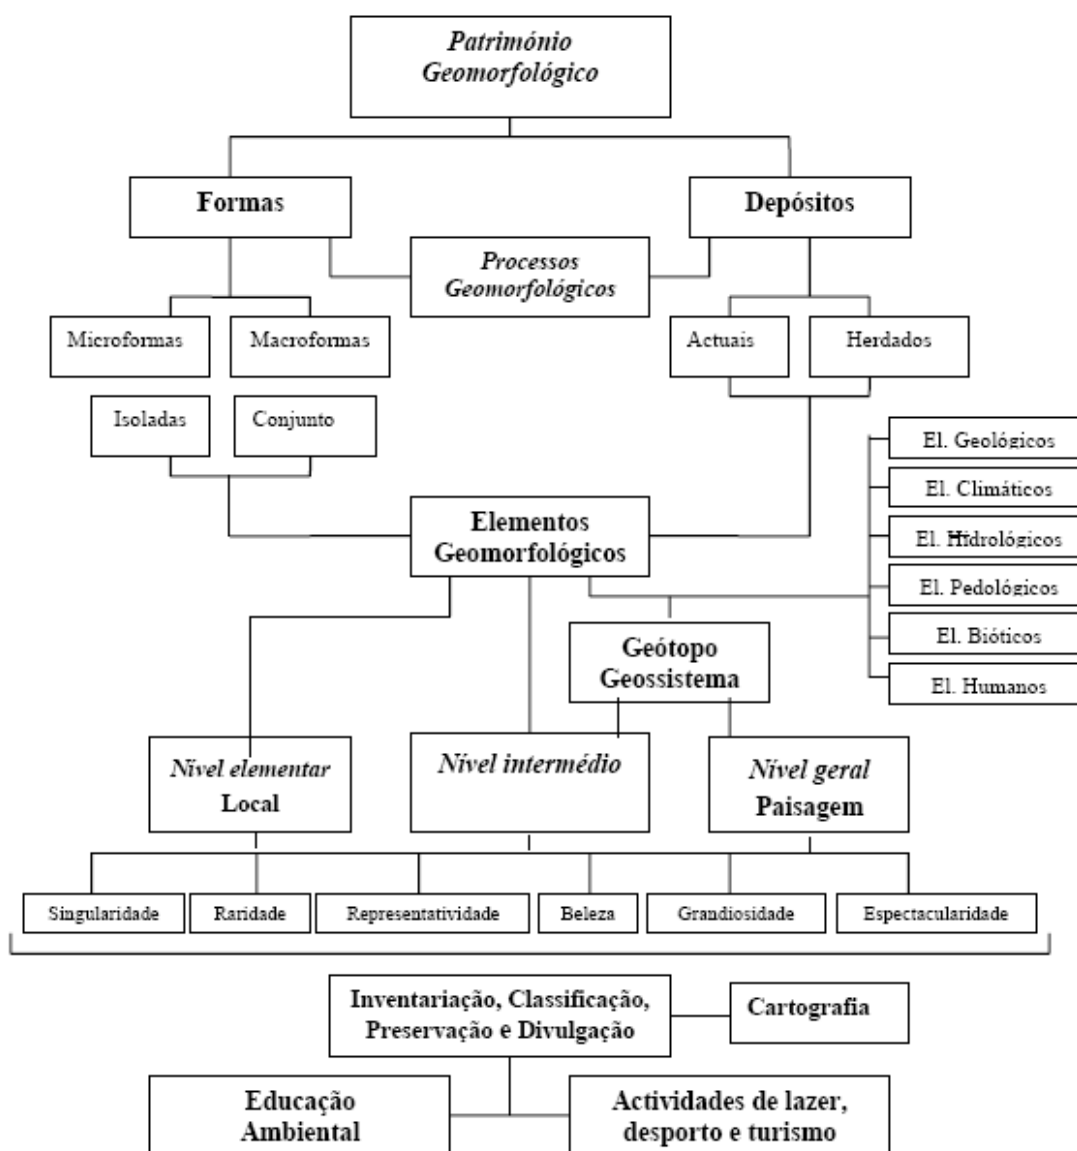 Património
Geomorfológico
Formas
Depósitos
Processos
Geomorfológicos
Microformas
Macroformas
Actuais
Herdados
Isoladas
Conjunto
El. Geológicos
El. Climáticos
El. Hidrológicos
El. Pedológicos
El. Bióticos
El. Humanos
Elementos
Geomorfológicos
Geótopo
Geossistema
Nível elementar
Local
Nível intermédio
Nível geral
Paisagem
Singularidade
Raridade
Representatividade
Beleza
Grandiosidade
Espectacularidade
Inventariação, Classificação,
Preservação e Divulgação
Cartografia
Educação
Ambiental
Actividades de lazer,
desporto e turismo